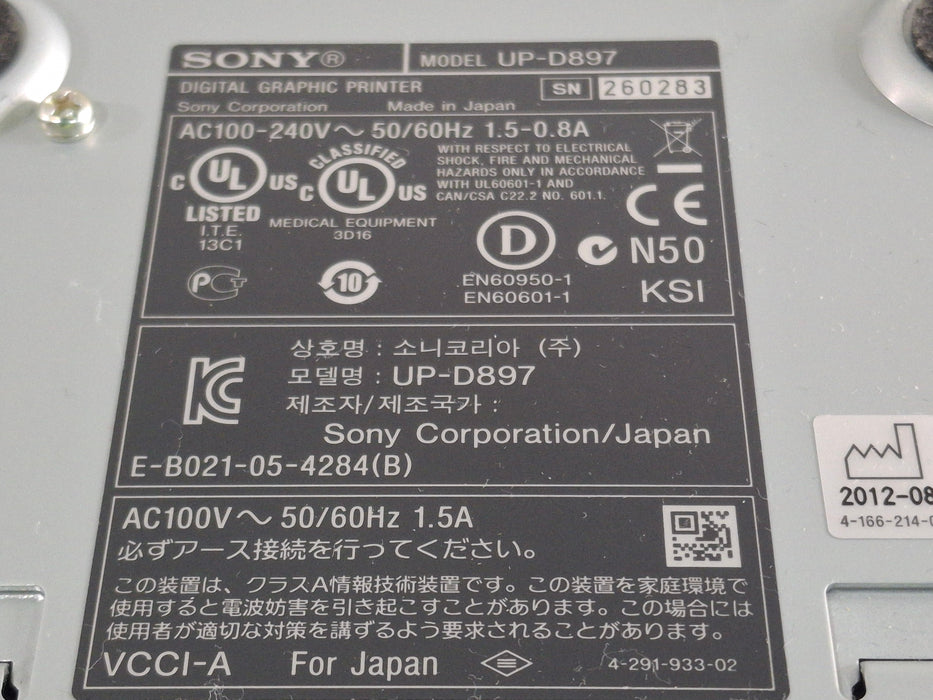 SONY® MODEL UP-D897
DIGITAL GRAPHIC PRINTER SN 260283
Sony Corporation Made in Japan
AC100-240V～ 50/60Hz 1.5-0.8A
CLASSIFIED
WITH RESPECT TO ELECTRICAL
SHOCK, FIRE AND MECHANICAL
HAZARDS ONLY IN ACCORDANCE
WITH UL60601-1 AND
CAN/CSA C22.2 NO. 601.1.
C UL US
LISTED
I.T.E.
13C1
C UL US
MEDICAL EQUIPMENT
3D16
CE
D
N50
EN60950-1
EN60601-1
KSI
PCT
10
상호명 : 소니코리아 (주)
모델명 : UP-D897
제조자/제조국가 :
Sony Corporation/Japan
KC
E-B021-05-4284(B)
AC100V～ 50/60Hz 1.5A
必ずアース接続を行ってください。
この装置は、クラスA情報技術装置です。この装置を家庭環境で
使用すると電波妨害を引き起こすことがあります。この場合には
使用者が適切な対策を講ずるよう要求されることがあります。
VCCI-A For Japan 4-291-933-02
2012-08
4-166-214-0